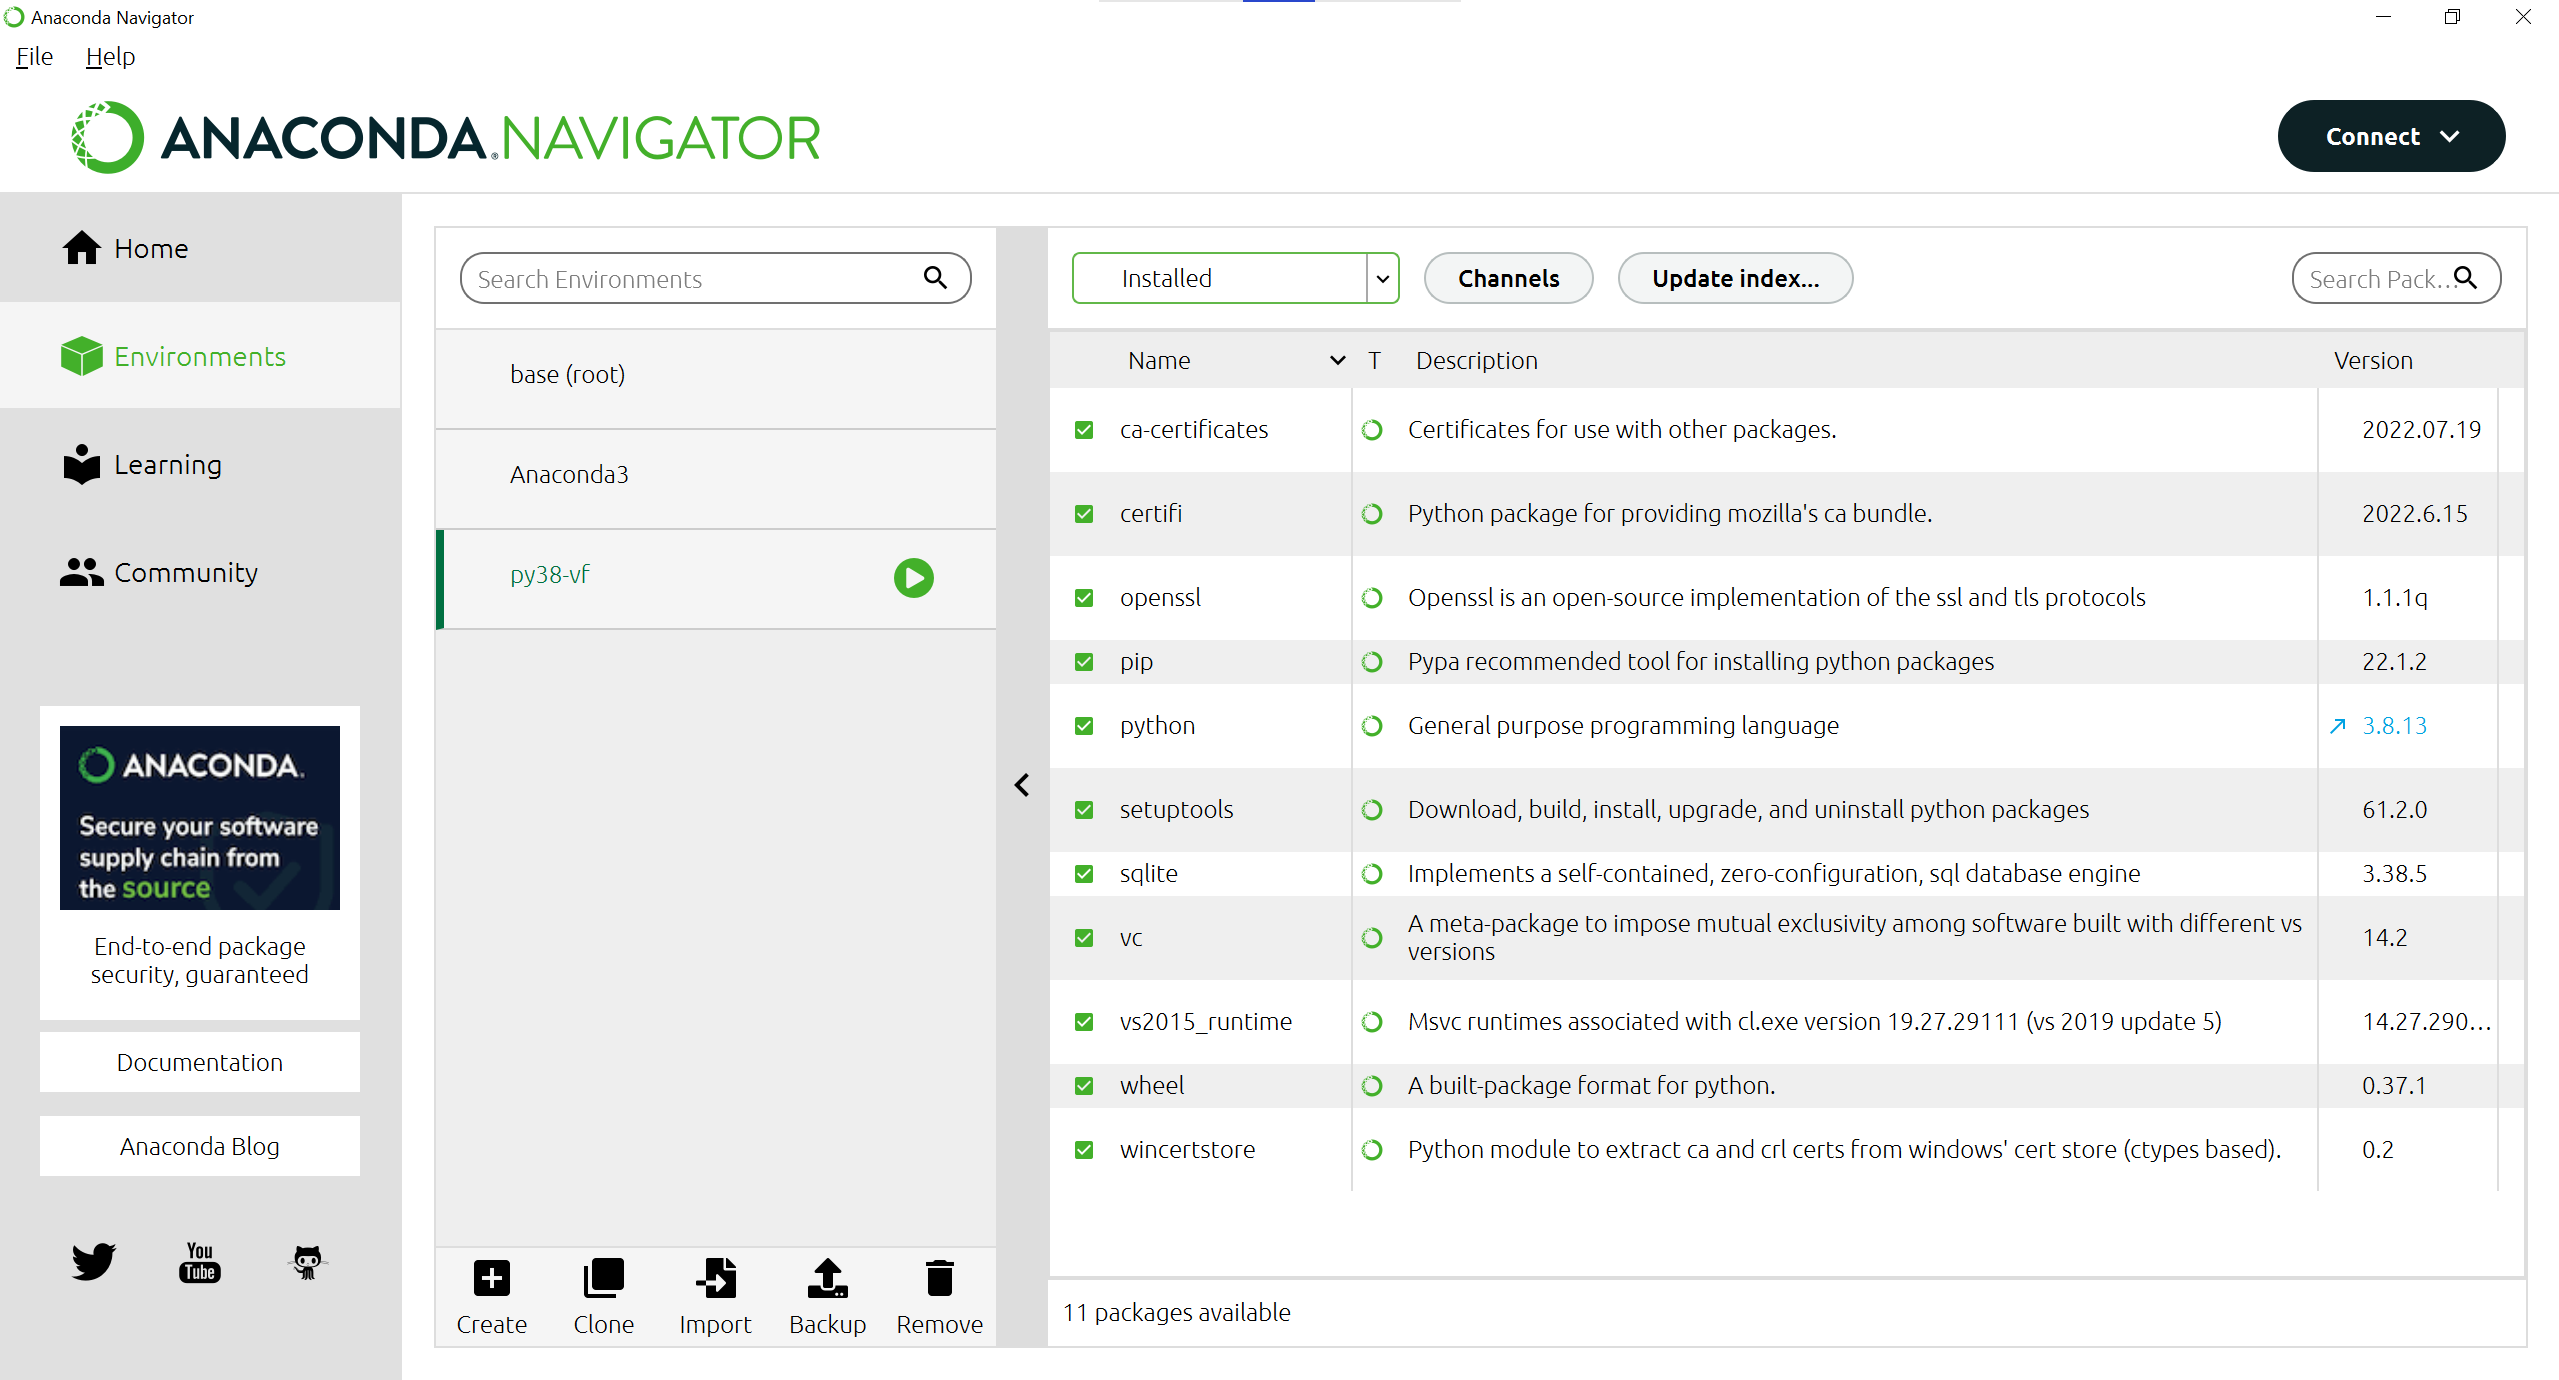 Anaconda Navigator
File Help
ANACONDA.NAVIGATOR
Connect
Home
Environments
Learning
Community
ANACONDA.
Secure your software
supply chain from
the source
End-to-end package
security, guaranteed
Documentation
Anaconda Blog
You
Tube
Search Environments
base (root)
Anaconda3
py38-vf
Create Clone Import Backup Remove
Installed Channels Update index... Search Pack...
Name T Description Version
ca-certificates Certificates for use with other packages. 2022.07.19
certifi Python package for providing mozilla's ca bundle. 2022.6.15
openssl Openssl is an open-source implementation of the ssl and tls protocols 1.1.1q
pip Pypa recommended tool for installing python packages 22.1.2
python General purpose programming language 3.8.13
setuptools Download, build, install, upgrade, and uninstall python packages 61.2.0
sqlite Implements a self-contained, zero-configuration, sql database engine 3.38.5
vc A meta-package to impose mutual exclusivity among software built with different vs 14.2
versions
vs2015_runtime Msvc runtimes associated with cl.exe version 19.27.29111 (vs 2019 update 5) 14.27.290...
wheel A built-package format for python. 0.37.1
wincertstore Python module to extract ca and crl certs from windows' cert store (ctypes based). 0.2
11 packages available